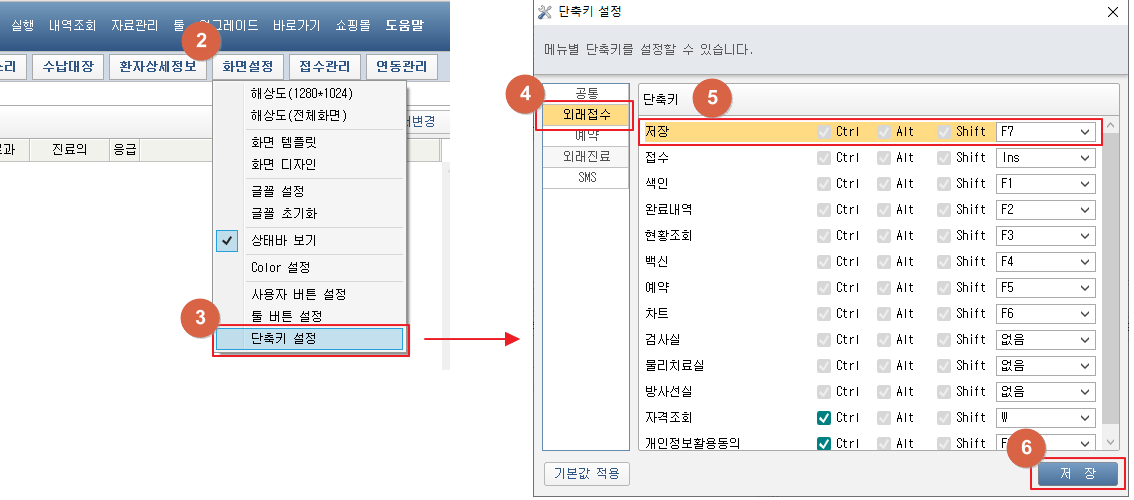 실행 내역조회 자료관리 툴 업그레이드 바로가기 쇼핑몰 도움말
2
수납대장 환자상세정보 화면설정 접수관리 연동관리
변경
과 진료의 응급
해상도(1280*1024)
해상도(전체화면)
화면 템플릿
화면 디자인
글꼴 설정
글꼴 초기화
상태바 보기
Color 설정
사용자 버튼 설정
툴 버튼 설정
3
단축키 설정
단축키 설정
메뉴별 단축키를 설정할 수 있습니다.
4
공통
외래접수
예약
외래진료
SMS
단축키 5
저장 Ctrl Alt Shift F7
접수 Ctrl Alt Shift Ins
색인 Ctrl Alt Shift F1
완료내역 Ctrl Alt Shift F2
현황조회 Ctrl Alt Shift F3
백신 Ctrl Alt Shift F4
예약 Ctrl Alt Shift F5
차트 Ctrl Alt Shift F6
검사실 Ctrl Alt Shift 없음
물리치료실 Ctrl Alt Shift 없음
방사선실 Ctrl Alt Shift 없음
자격조회 Ctrl Alt Shift W
개인정보활용동의 Ctrl Alt Shift
6
기본값 적용 저 장